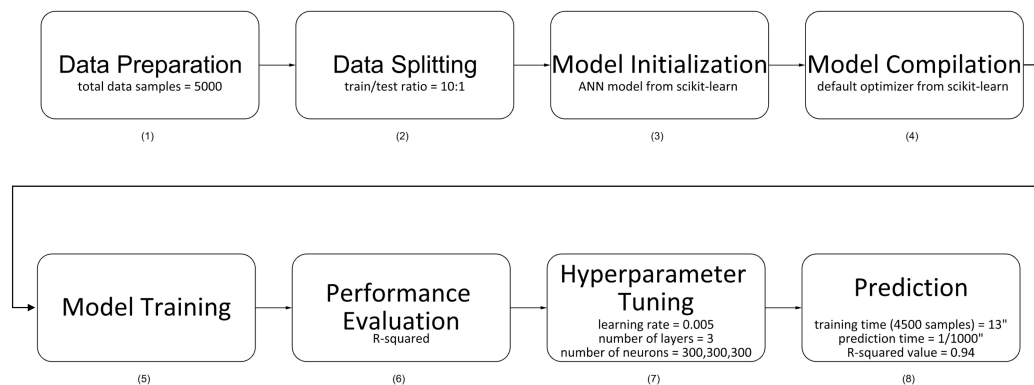 Data Preparation
total data samples = 5000
(1)
Data Splitting
train/test ratio = 10:1
(2)
Model Initialization
ANN model from scikit-learn
(3)
Model Compilation
default optimizer from scikit-learn
(4)
Model Training
(5)
Performance
Evaluation
R-squared
(6)
Hyperparameter
Tuning
learning rate = 0.005
number of layers = 3
number of neurons = 300,300,300
(7)
Prediction
training time (4500 samples) = 13"
prediction time = 1/1000"
R-squared value = 0.94
(8)